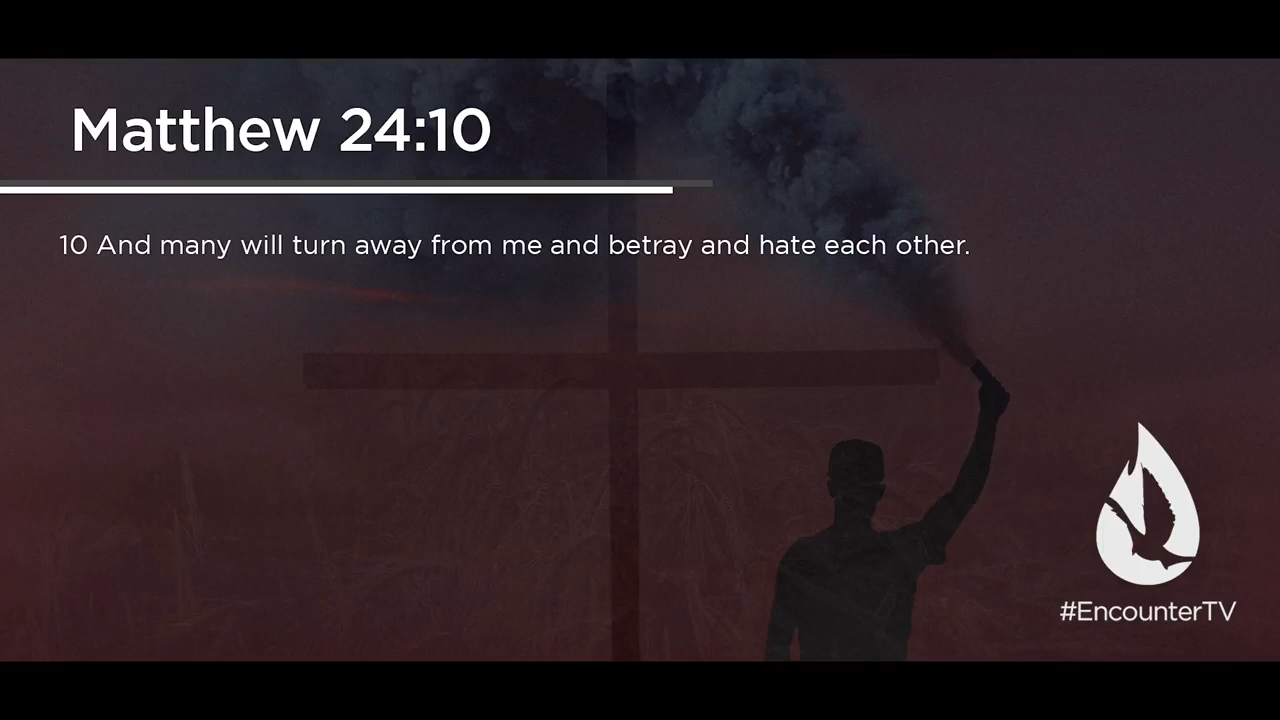 Matthew 24:10
10 And many will turn away from me and betray and hate each other.
#EncounterTV